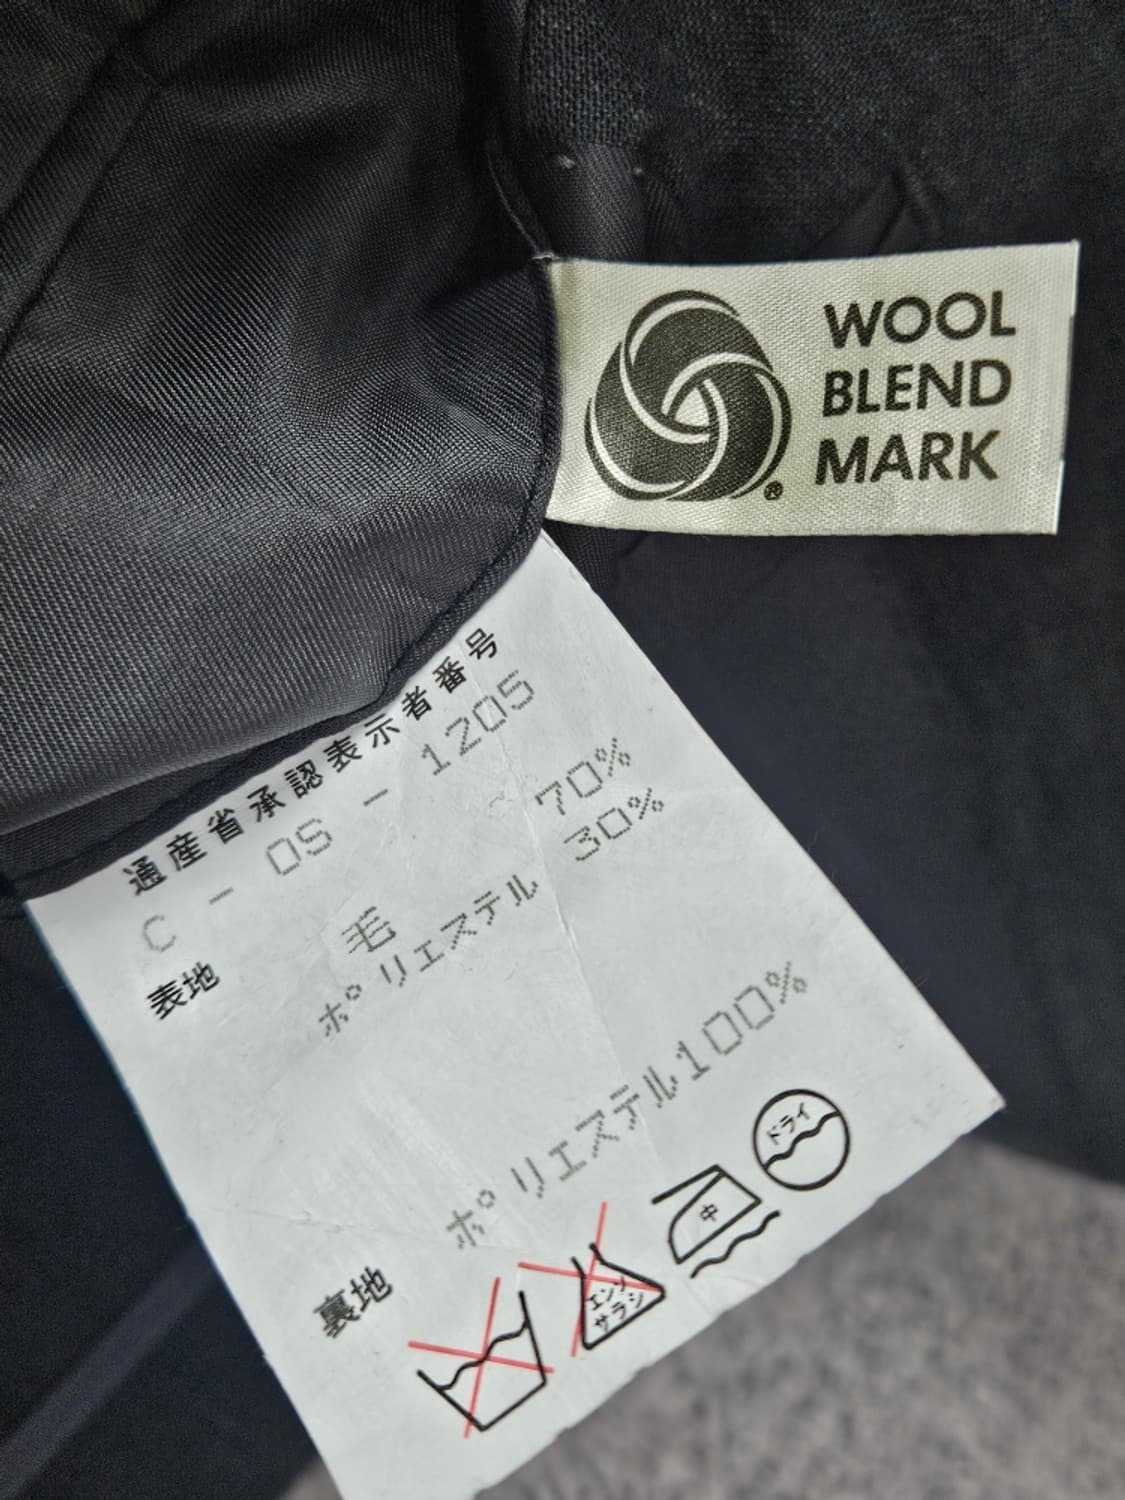 WOOL
BLEND
MARK
®
通産省承認表示者番号
C - OS - 1205
表地 毛 70%
ポリエステル 30%
裏地 ポリエステル100%
エンソ
サラシ
中
ドライ